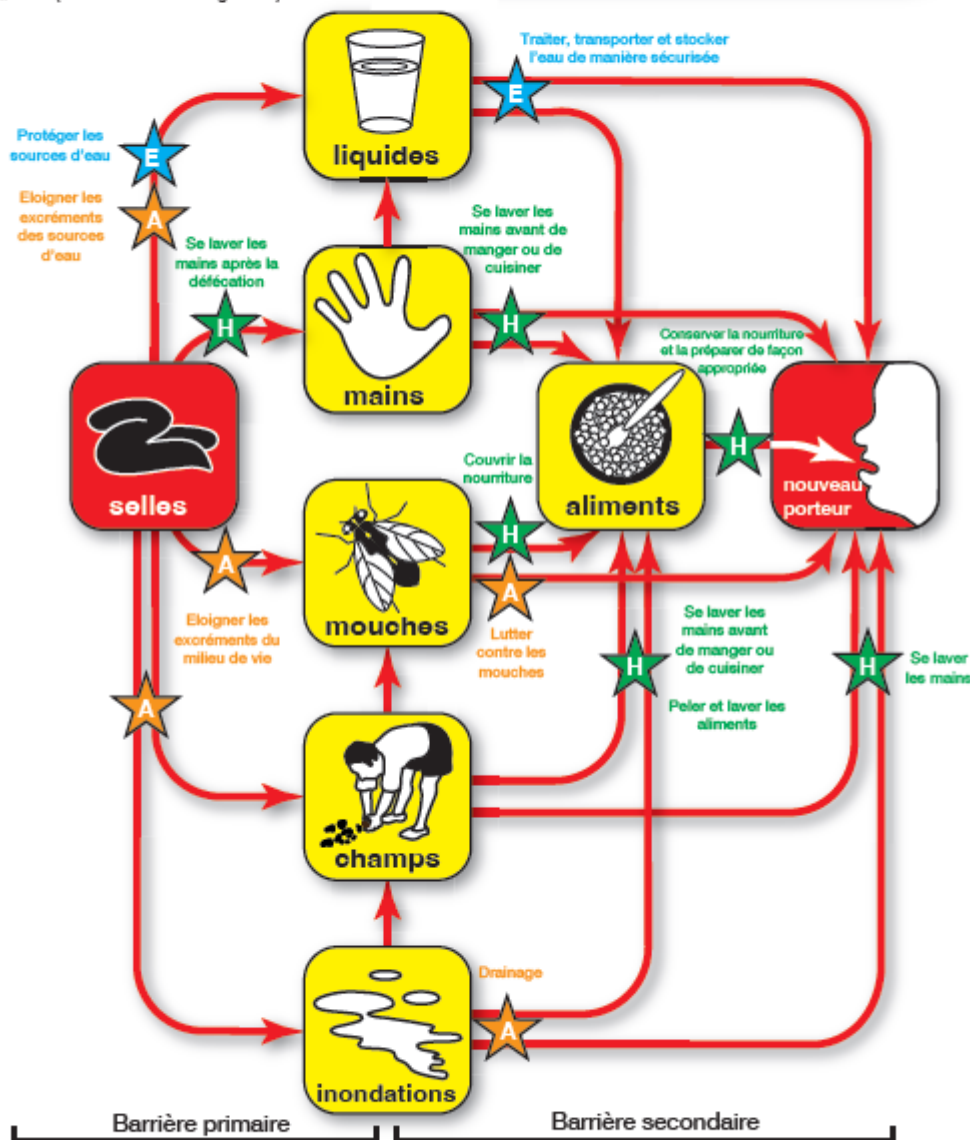 Traiter, transporter et stocker
l'eau de manière sécurisée
E
liquides
Protéger les
sources d'eau
E
Eloigner les
excréments
des sources
d'eau
A
Se laver les
mains après la
défécation
H
Se laver les
mains avant de
manger ou de
cuisiner
H
mains
Conserver la nourriture
et la préparer de façon
appropriée
H
selles
aliments
nouveau
porteur
Couvrir la
nourriture
H
A
Eloigner les
excréments du
milieu de vie
mouches
A
Lutter
contre les
mouches
Se laver les
mains avant
de manger ou
de cuisiner
H
Peler et laver les
aliments
H
Se laver
les mains
A
champs
Drainage
A
inondations
Barrière primaire
Barrière secondaire